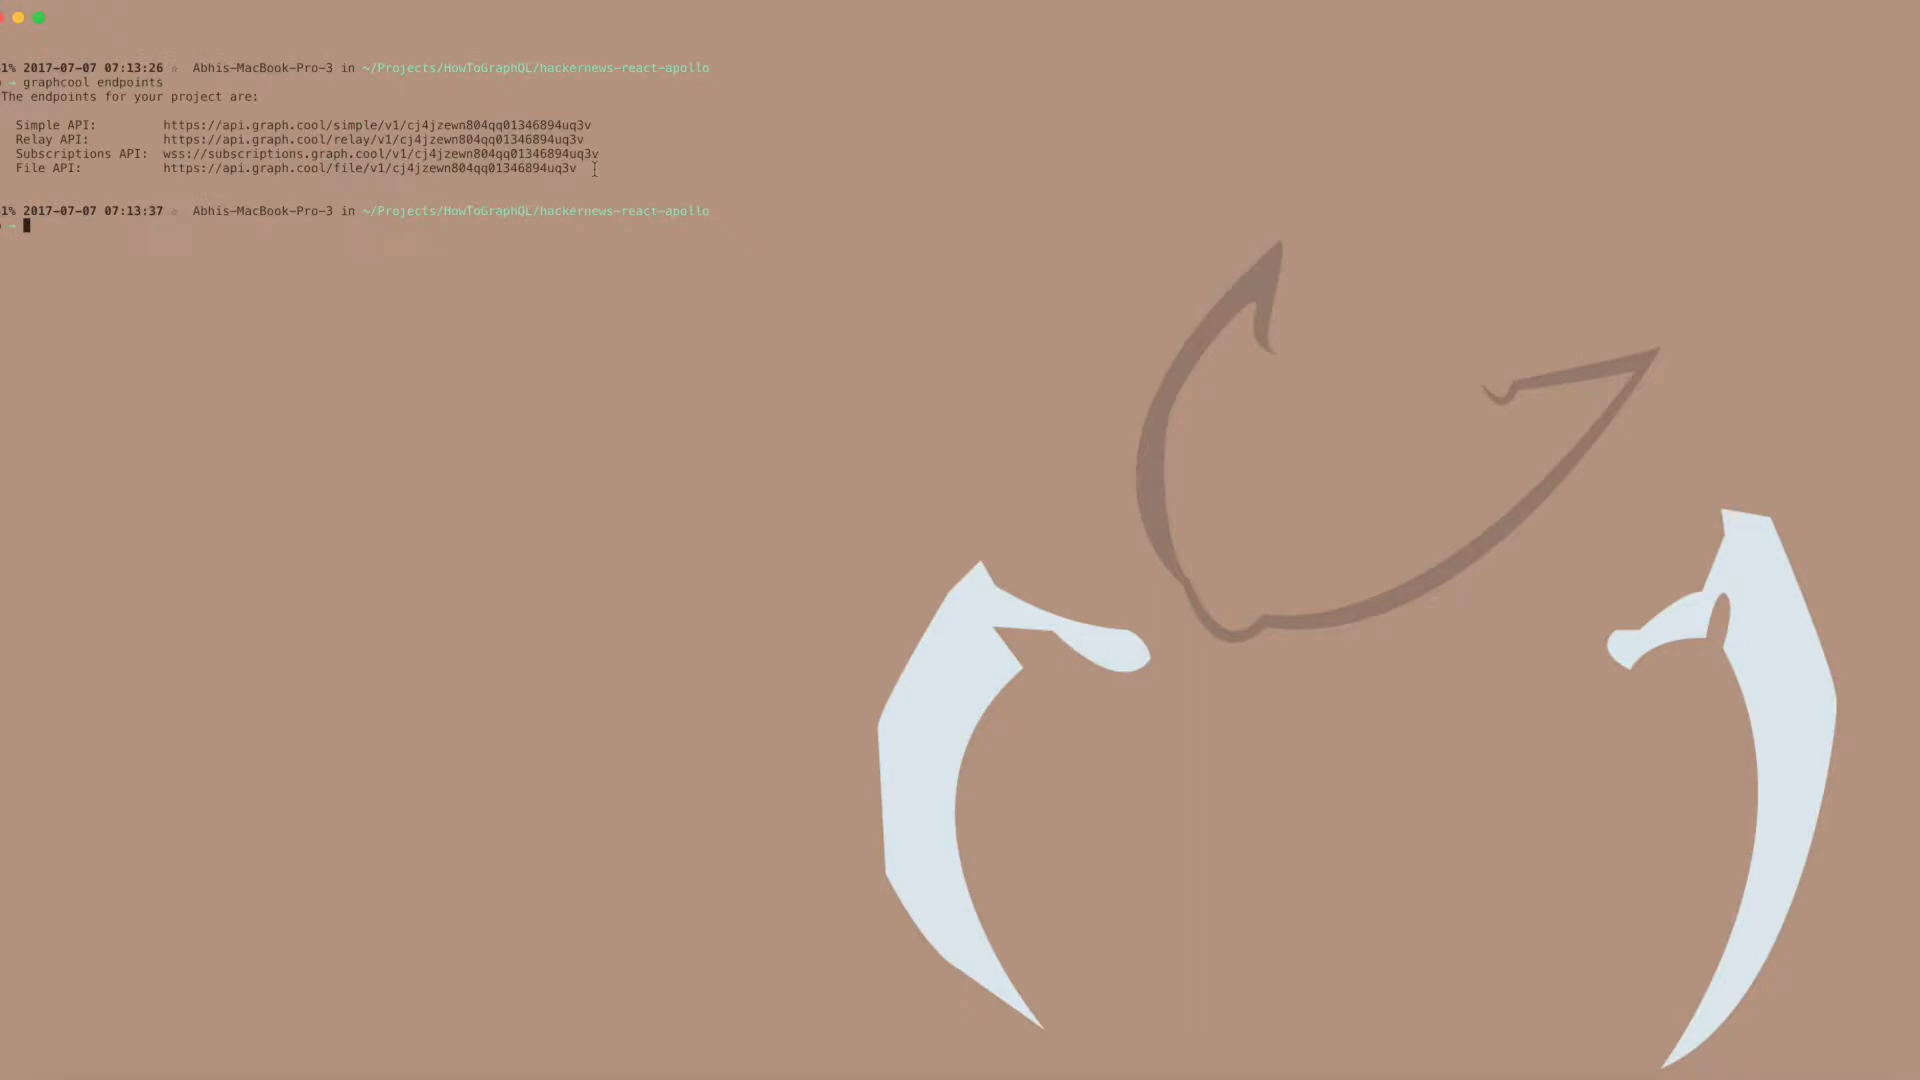 1% 2017-07-07 07:13:26 ☆ Abhis-MacBook-Pro-3 in ~/Projects/HowToGraphQL/hackernews-react-apollo
→ graphcool endpoints
The endpoints for your project are:
Simple API: https://api.graph.cool/simple/v1/cj4jzewn804qq01346894uq3v
Relay API: https://api.graph.cool/relay/v1/cj4jzewn804qq01346894uq3v
Subscriptions API: wss://subscriptions.graph.cool/v1/cj4jzewn804qq01346894uq3v
File API: https://api.graph.cool/file/v1/cj4jzewn804qq01346894uq3v
1% 2017-07-07 07:13:37 ☆ Abhis-MacBook-Pro-3 in ~/Projects/HowToGraphQL/hackernews-react-apollo
→